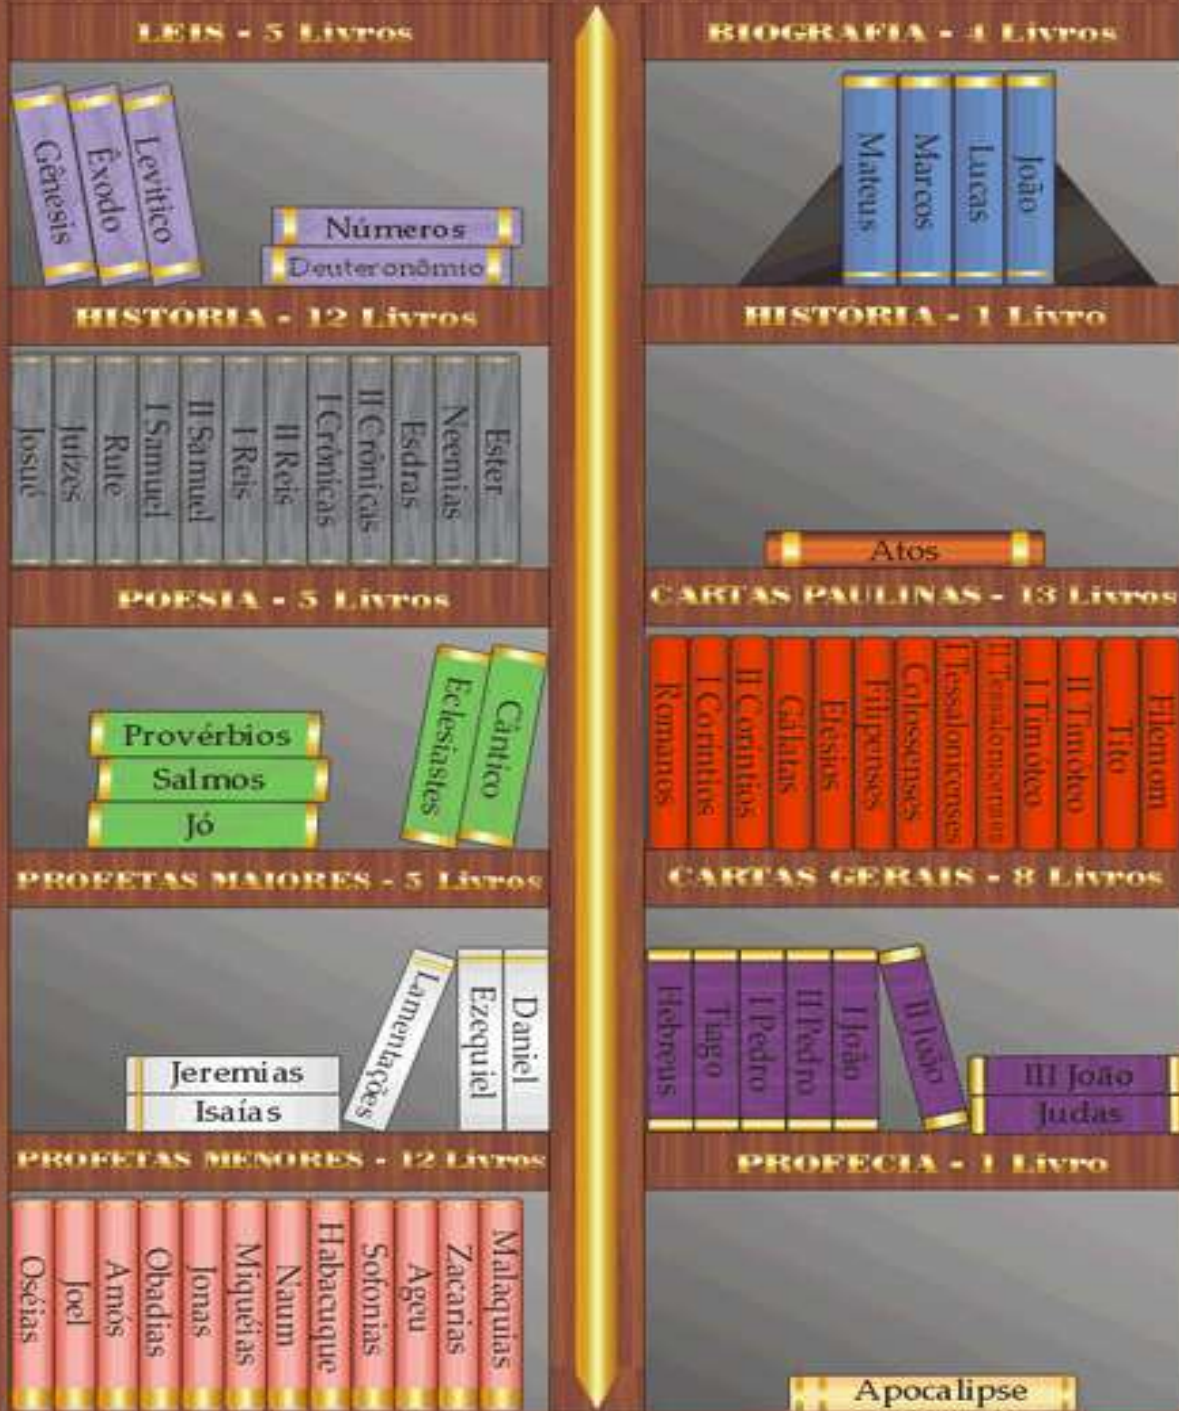 LEIS - 5 Livros
Gênesis
Êxodo
Levitico
Números
Deuteronômio
HISTÓRIA - 12 Livros
Josué
Juízes
Rute
I Samuel
II Samuel
I Reis
II Reis
I Crônicas
II Crônicas
Esdras
Neemias
Ester
POESIA - 5 Livros
Provérbios
Salmos
Jó
Eclesiastes
Cântico
PROFETAS MAIORES - 5 Livros
Jeremias
Isaías
Lamentações
Ezequiel
Daniel
PROFETAS MENORES - 12 Livros
Oséias
Joel
Amós
Obadias
Jonas
Miquéias
Naum
Habacuque
Sofonias
Ageu
Zacarias
Malaquias
BIOGRAFIA - 4 Livros
Mateus
Marcos
Lucas
João
HISTÓRIA - 1 Livro
Atos
CARTAS PAULINAS - 13 Livros
Romanos
I Coríntios
II Coríntios
Gálatas
Efésios
Filipenses
Colossenses
I Tessalonicenses
II Tessalonicenses
I Timóteo
II Timóteo
Tito
Filemom
CARTAS GERAIS - 8 Livros
Hebreus
Tiago
I Pedro
II Pedro
I João
II João
III João
Judas
PROFECIA - 1 Livro
Apocalipse